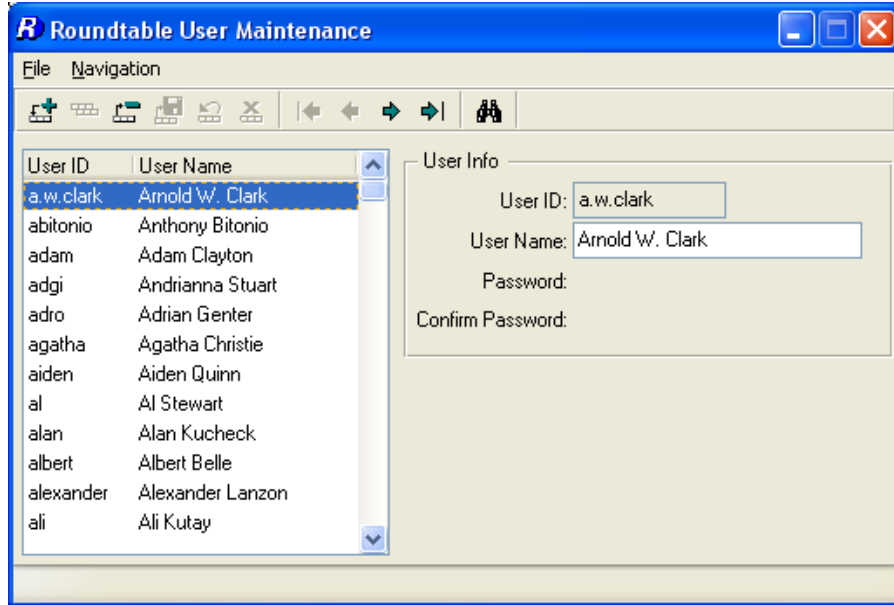 R Roundtable User Maintenance
File Navigation
User ID User Name
a.w.clark Arnold W. Clark
abitonio Anthony Bitonio
adam Adam Clayton
adgi Andrianna Stuart
adro Adrian Genter
agatha Agatha Christie
aiden Aiden Quinn
al Al Stewart
alan Alan Kucheck
albert Albert Belle
alexander Alexander Lanzon
ali Ali Kutay
User Info
User ID: a.w.clark
User Name: Arnold W. Clark
Password:
Confirm Password: